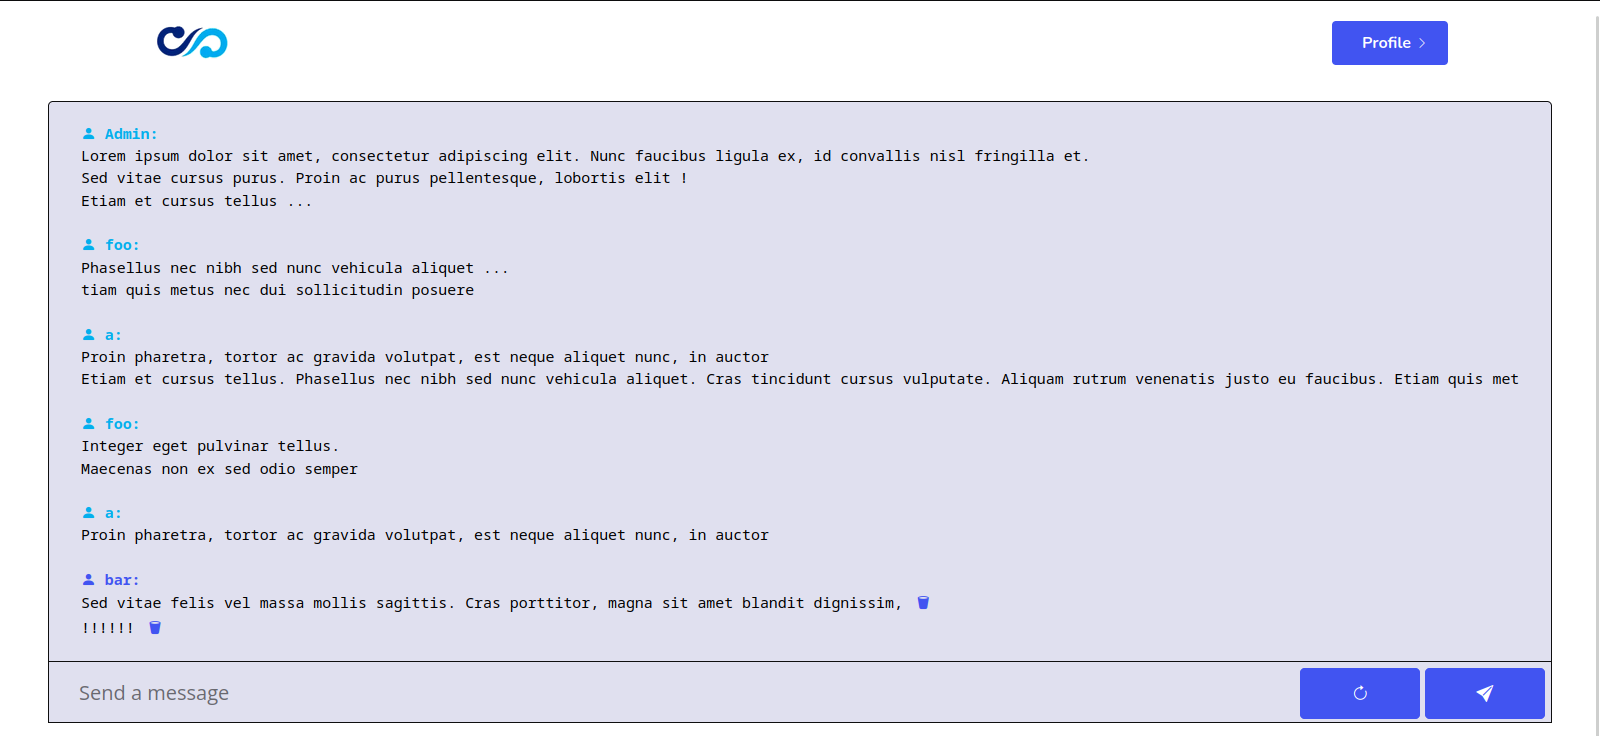 Profile
Admin:
Lorem ipsum dolor sit amet, consectetur adipiscing elit. Nunc faucibus ligula ex, id convallis nisl fringilla et.
Sed vitae cursus purus. Proin ac purus pellentesque, lobortis elit !
Etiam et cursus tellus ...
foo:
Phasellus nec nibh sed nunc vehicula aliquet ...
tiam quis metus nec dui sollicitudin posuere
a:
Proin pharetra, tortor ac gravida volutpat, est neque aliquet nunc, in auctor
Etiam et cursus tellus. Phasellus nec nibh sed nunc vehicula aliquet. Cras tincidunt cursus vulputate. Aliquam rutrum venenatis justo eu faucibus. Etiam quis met
foo:
Integer eget pulvinar tellus.
Maecenas non ex sed odio semper
a:
Proin pharetra, tortor ac gravida volutpat, est neque aliquet nunc, in auctor
bar:
Sed vitae felis vel massa mollis sagittis. Cras porttitor, magna sit amet blandit dignissim,
!!!!!!
Send a message